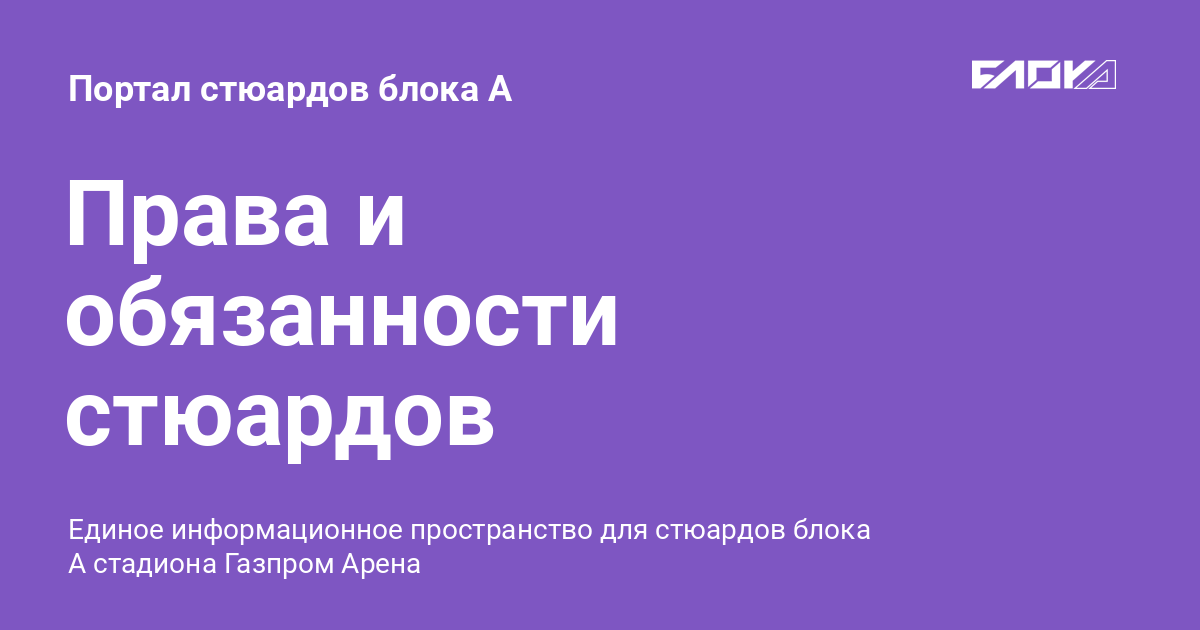 Портал стюардов блока А
БЛОКА
Права и
обязанности
стюардов
Единое информационное пространство для стюардов блока
А стадиона Газпром Арена